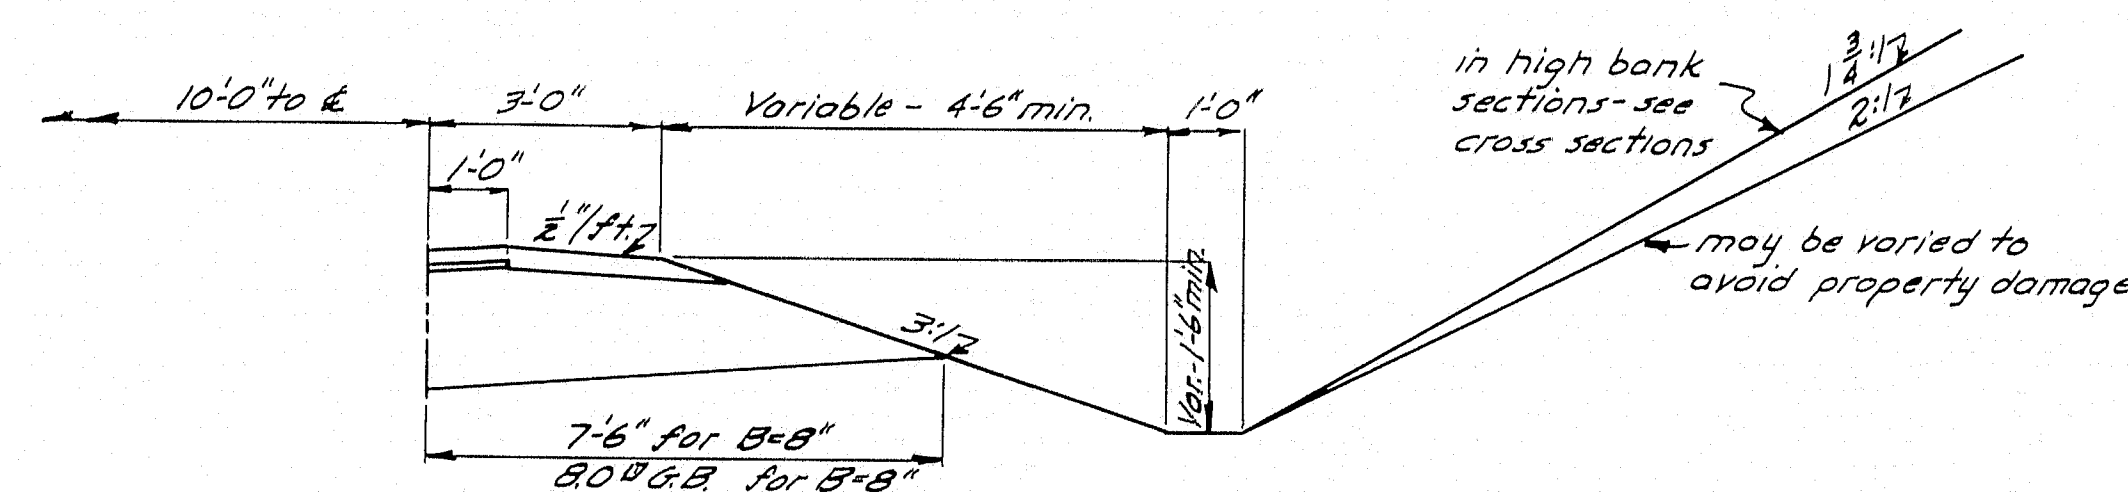 10'-0" to ℄
3'-0"
Variable - 4'-6" min.
1'-0"
in high bank
sections - see
cross sections
1 3/4:1
2:1
1'-0"
1/2"/ft.
may be varied to
avoid property damage
3:1
Var.-1'-6" min.
7'-6" for B=8"
8.0 G.B. for B=8"